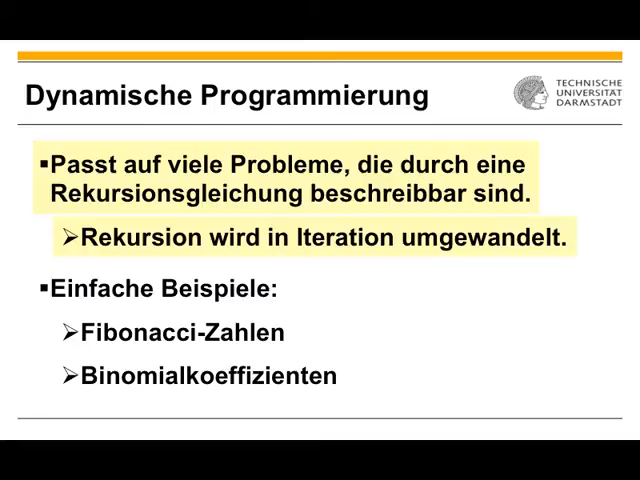 Dynamische Programmierung
TECHNISCHE
UNIVERSITÄT
DARMSTADT
▪Passt auf viele Probleme, die durch eine
Rekursionsgleichung beschreibbar sind.
➢Rekursion wird in Iteration umgewandelt.
▪Einfache Beispiele:
➢Fibonacci-Zahlen
➢Binomialkoeffizienten